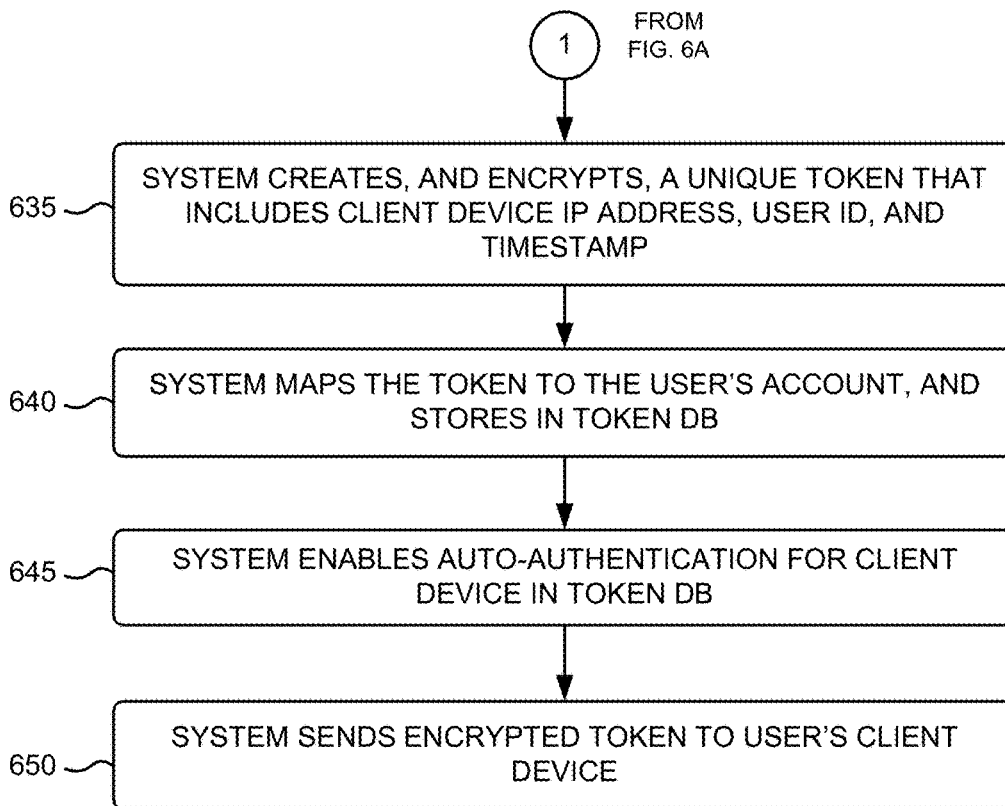 1
FROM
FIG. 6A
635
SYSTEM CREATES, AND ENCRYPTS, A UNIQUE TOKEN THAT
INCLUDES CLIENT DEVICE IP ADDRESS, USER ID, AND
TIMESTAMP
640
SYSTEM MAPS THE TOKEN TO THE USER'S ACCOUNT, AND
STORES IN TOKEN DB
645
SYSTEM ENABLES AUTO-AUTHENTICATION FOR CLIENT
DEVICE IN TOKEN DB
650
SYSTEM SENDS ENCRYPTED TOKEN TO USER'S CLIENT
DEVICE